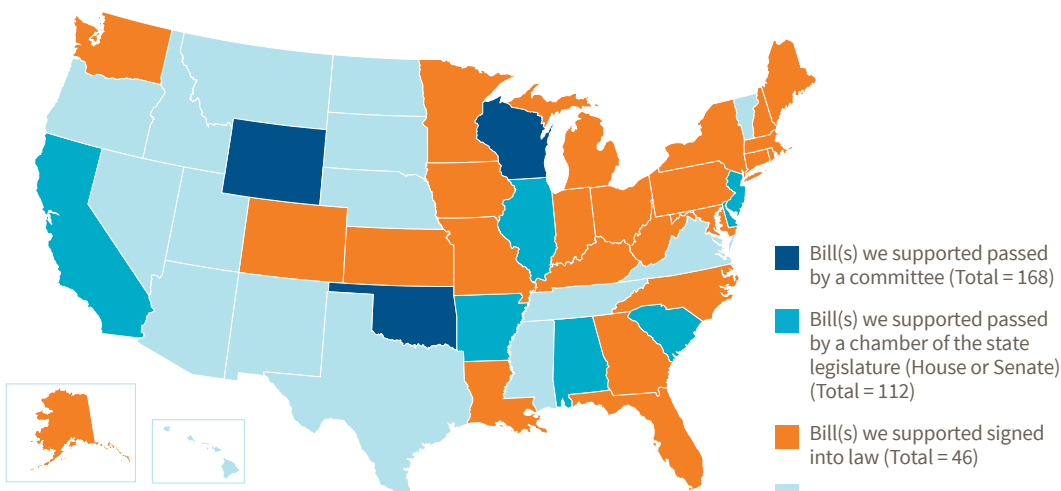 Bill(s) we supported passed
by a committee (Total = 168)
Bill(s) we supported passed
by a chamber of the state
legislature (House or Senate)
(Total = 112)
Bill(s) we supported signed
into law (Total = 46)